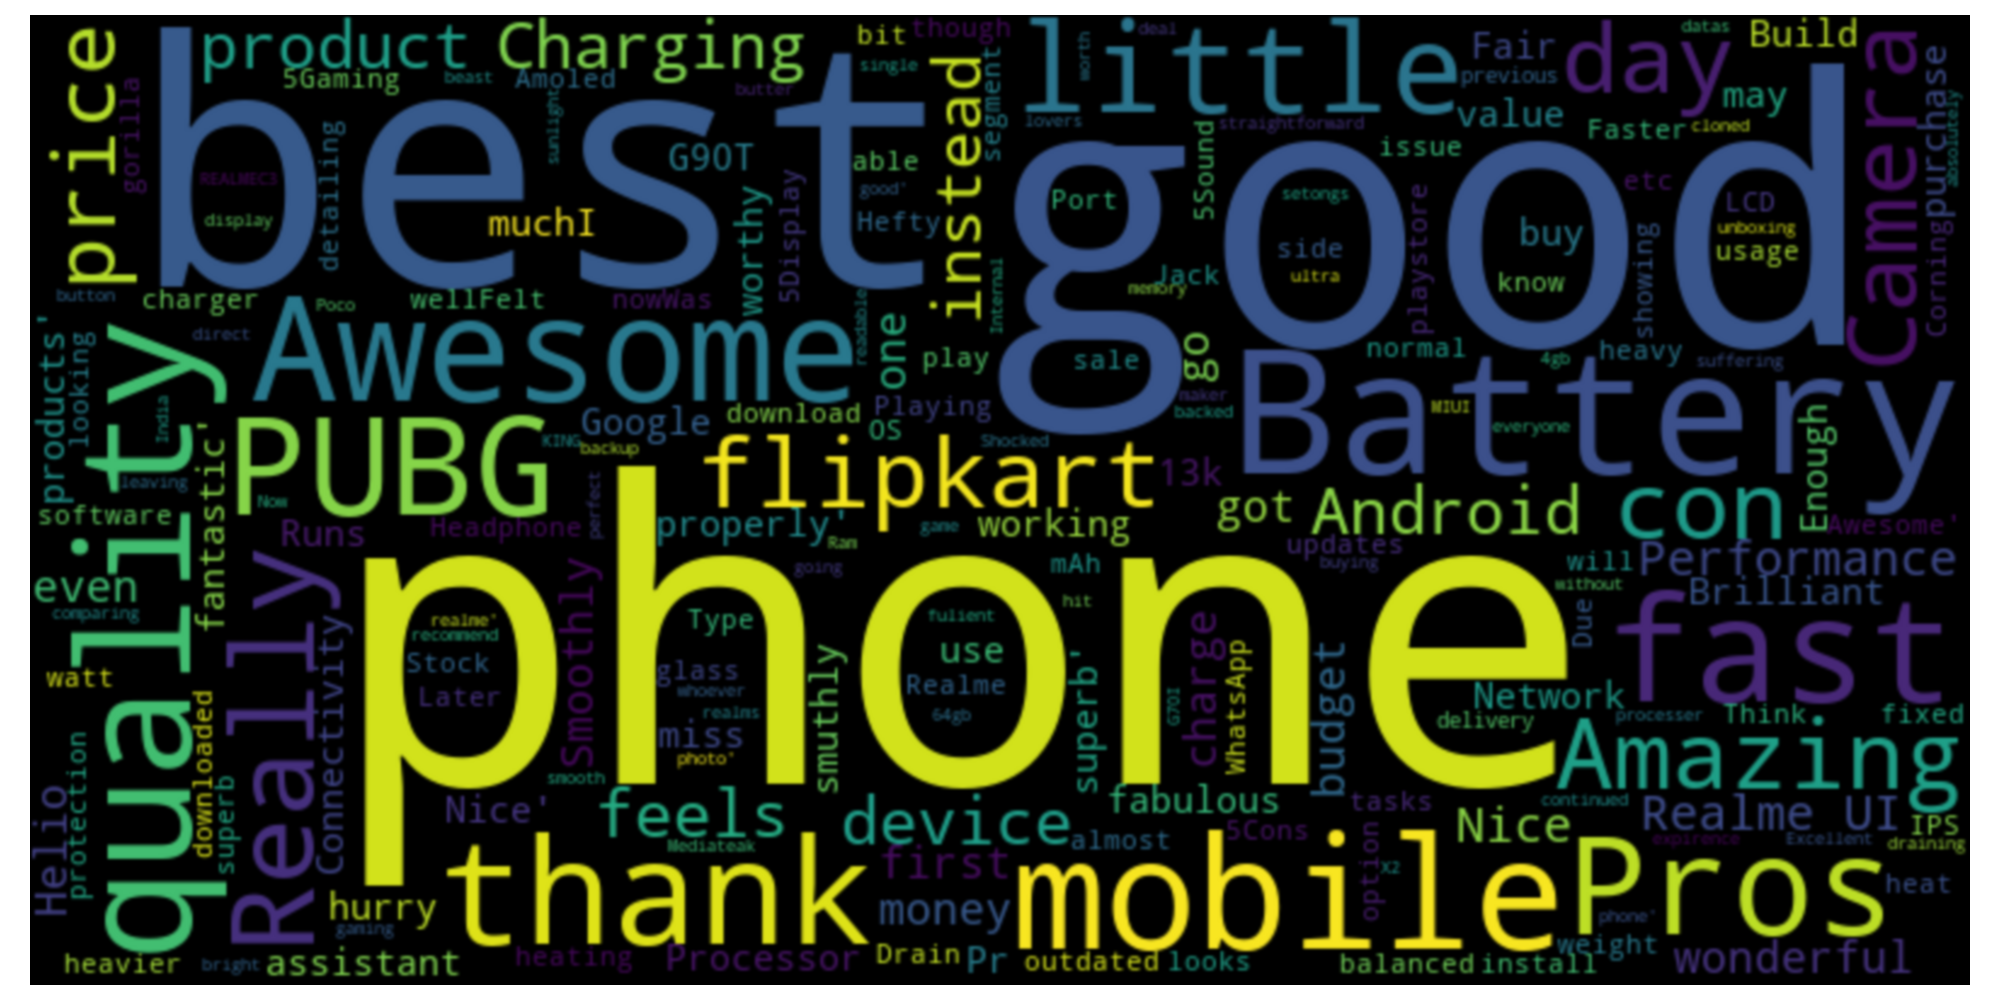 price
product
Charging
bit
though
little
deal
Fair
day
datas
Build
Camera
5Gaming
beast
Amoled
single
segment
worth
previous
may
purchase
gorilla
best
butter
instead
lovers
straightforward
value
Faster
cloned
absolutely
sunlight
detailing
G90T
able
good
5Sound
issue
REALMEC3
worthy
5Display
good'
Port
setongs
etc
LCD
display
muchI
Hefty
side
buy
unboxing
usage
playstore
showing
Corning
button
charger
Poco
wellFelt
nowWas
Internal
memory
Jack
ultra
know
products'
looking
direct
Awesome
readable
one
play
sale
go
normal
4gb
heavy
suffering
quality
India
PUBG
KING
Google
download
Playing
OS
maker
backed
Battery
MIUI
everyone
leaving
fantastic'
backup
flipkart
Shocked
13k
Enough
software
Now
Runs
Headphone
perfect
properly'
Ram
game
working
got
Android
con
Awesome'
even
comparing
Really
Connectivity
Smoothly
phone
going
mAh
updates
buying
will
without
Performance
Brilliant
realme'
recommend
Type
fulient
hit
Due
fast
watt
Stock
Later
glass
whoever
use
Realme
superb'
charge
WhatsApp
budget
Network
downloaded
realms
miss
photo'
smuthly
64gb
G70I
delivery
processer
Think.
fixed
Hello
protection
superb
smooth
Amazing
Nice'
feels
device
fabulous
tasks
continued
Realme UI
IPS
Mediateak
almost
5Cons
Nice
expirence
Excellent
draining
hurry
gaming
thank
first
money
mobile
option
X2
Pros
phone'
heat
heavier
bright
assistant
heating
Processor
Drain
Pr
outdated
looks
balanced
install
weight
wonderful